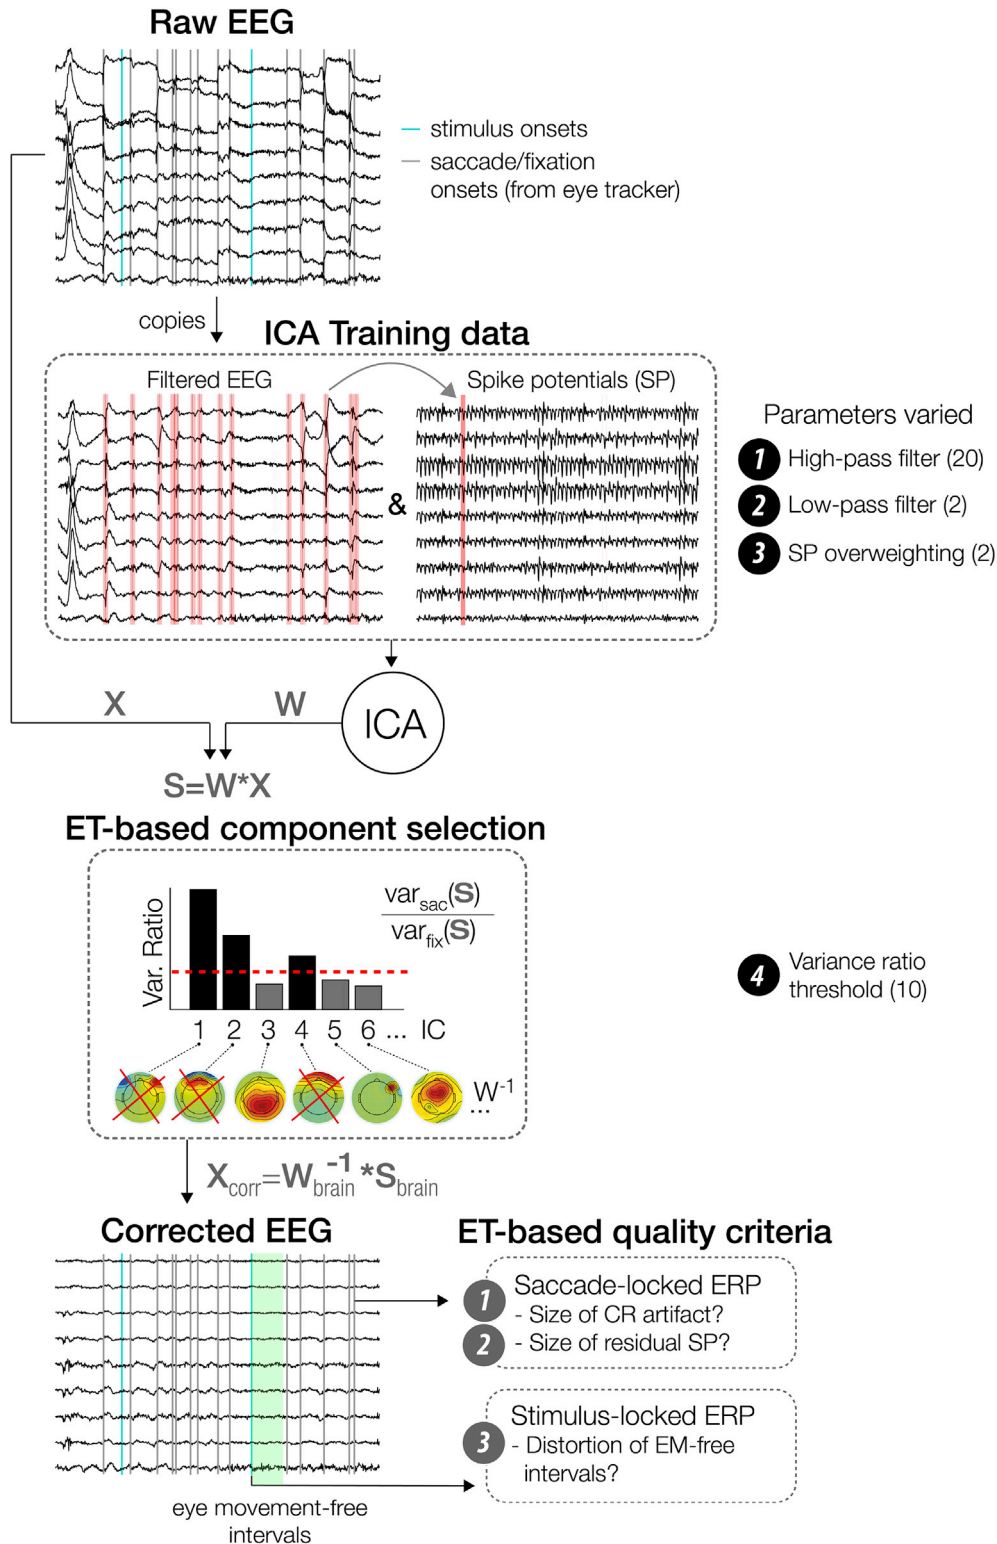 Raw EEG
stimulus onsets
saccade/fixation
onsets (from eye tracker)
copies
ICA Training data
Filtered EEG
Spike potentials (SP)
&
Parameters varied
1 High-pass filter (20)
2 Low-pass filter (2)
3 SP overweighting (2)
X
W
ICA
S=W*X
ET-based component selection
Var. Ratio
var_sac(S)
var_fix(S)
1 2 3 4 5 6 ... IC
W^-1
...
4 Variance ratio
threshold (10)
X_corr=W_brain^-1*S_brain
Corrected EEG
eye movement-free
intervals
ET-based quality criteria
Saccade-locked ERP
1 - Size of CR artifact?
2 - Size of residual SP?
Stimulus-locked ERP
3 - Distortion of EM-free
intervals?